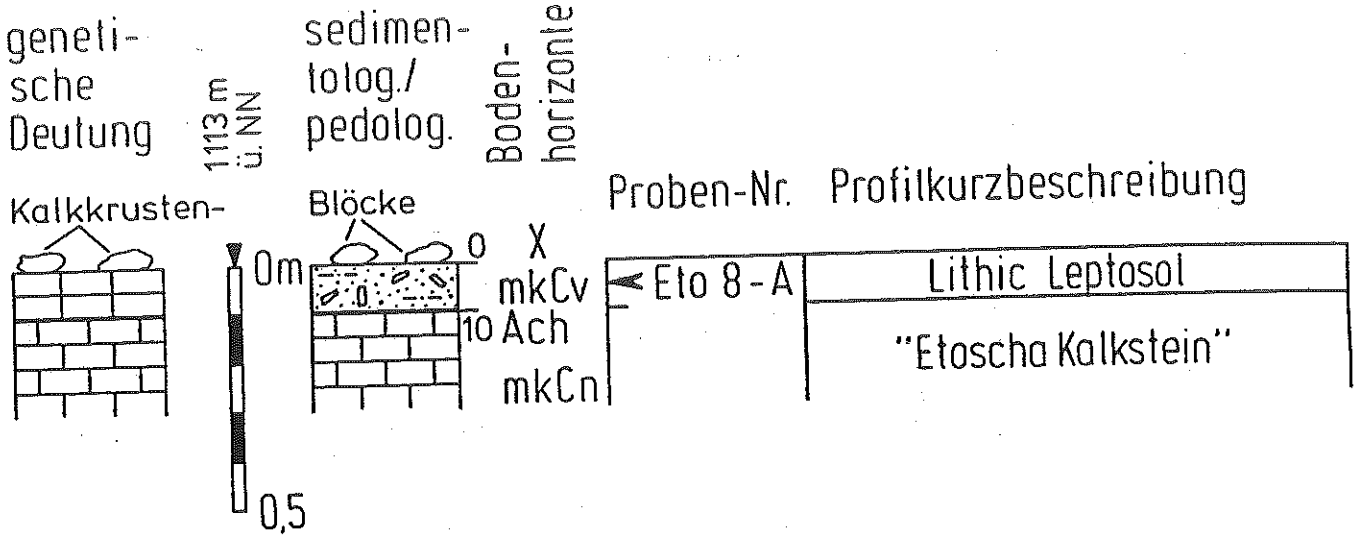 geneti-
sche
Deutung
1113 m
ü. NN
sedimen-
tolog./
pedolog.
Boden-
horizonte
Proben-Nr. Profilkurzbeschreibung
Kalkkrusten-
Blöcke
0m
0 X
mkCv
Eto 8-A
Lithic Leptosol
10 Ach
"Etoscha Kalkstein"
mkCn
0,5